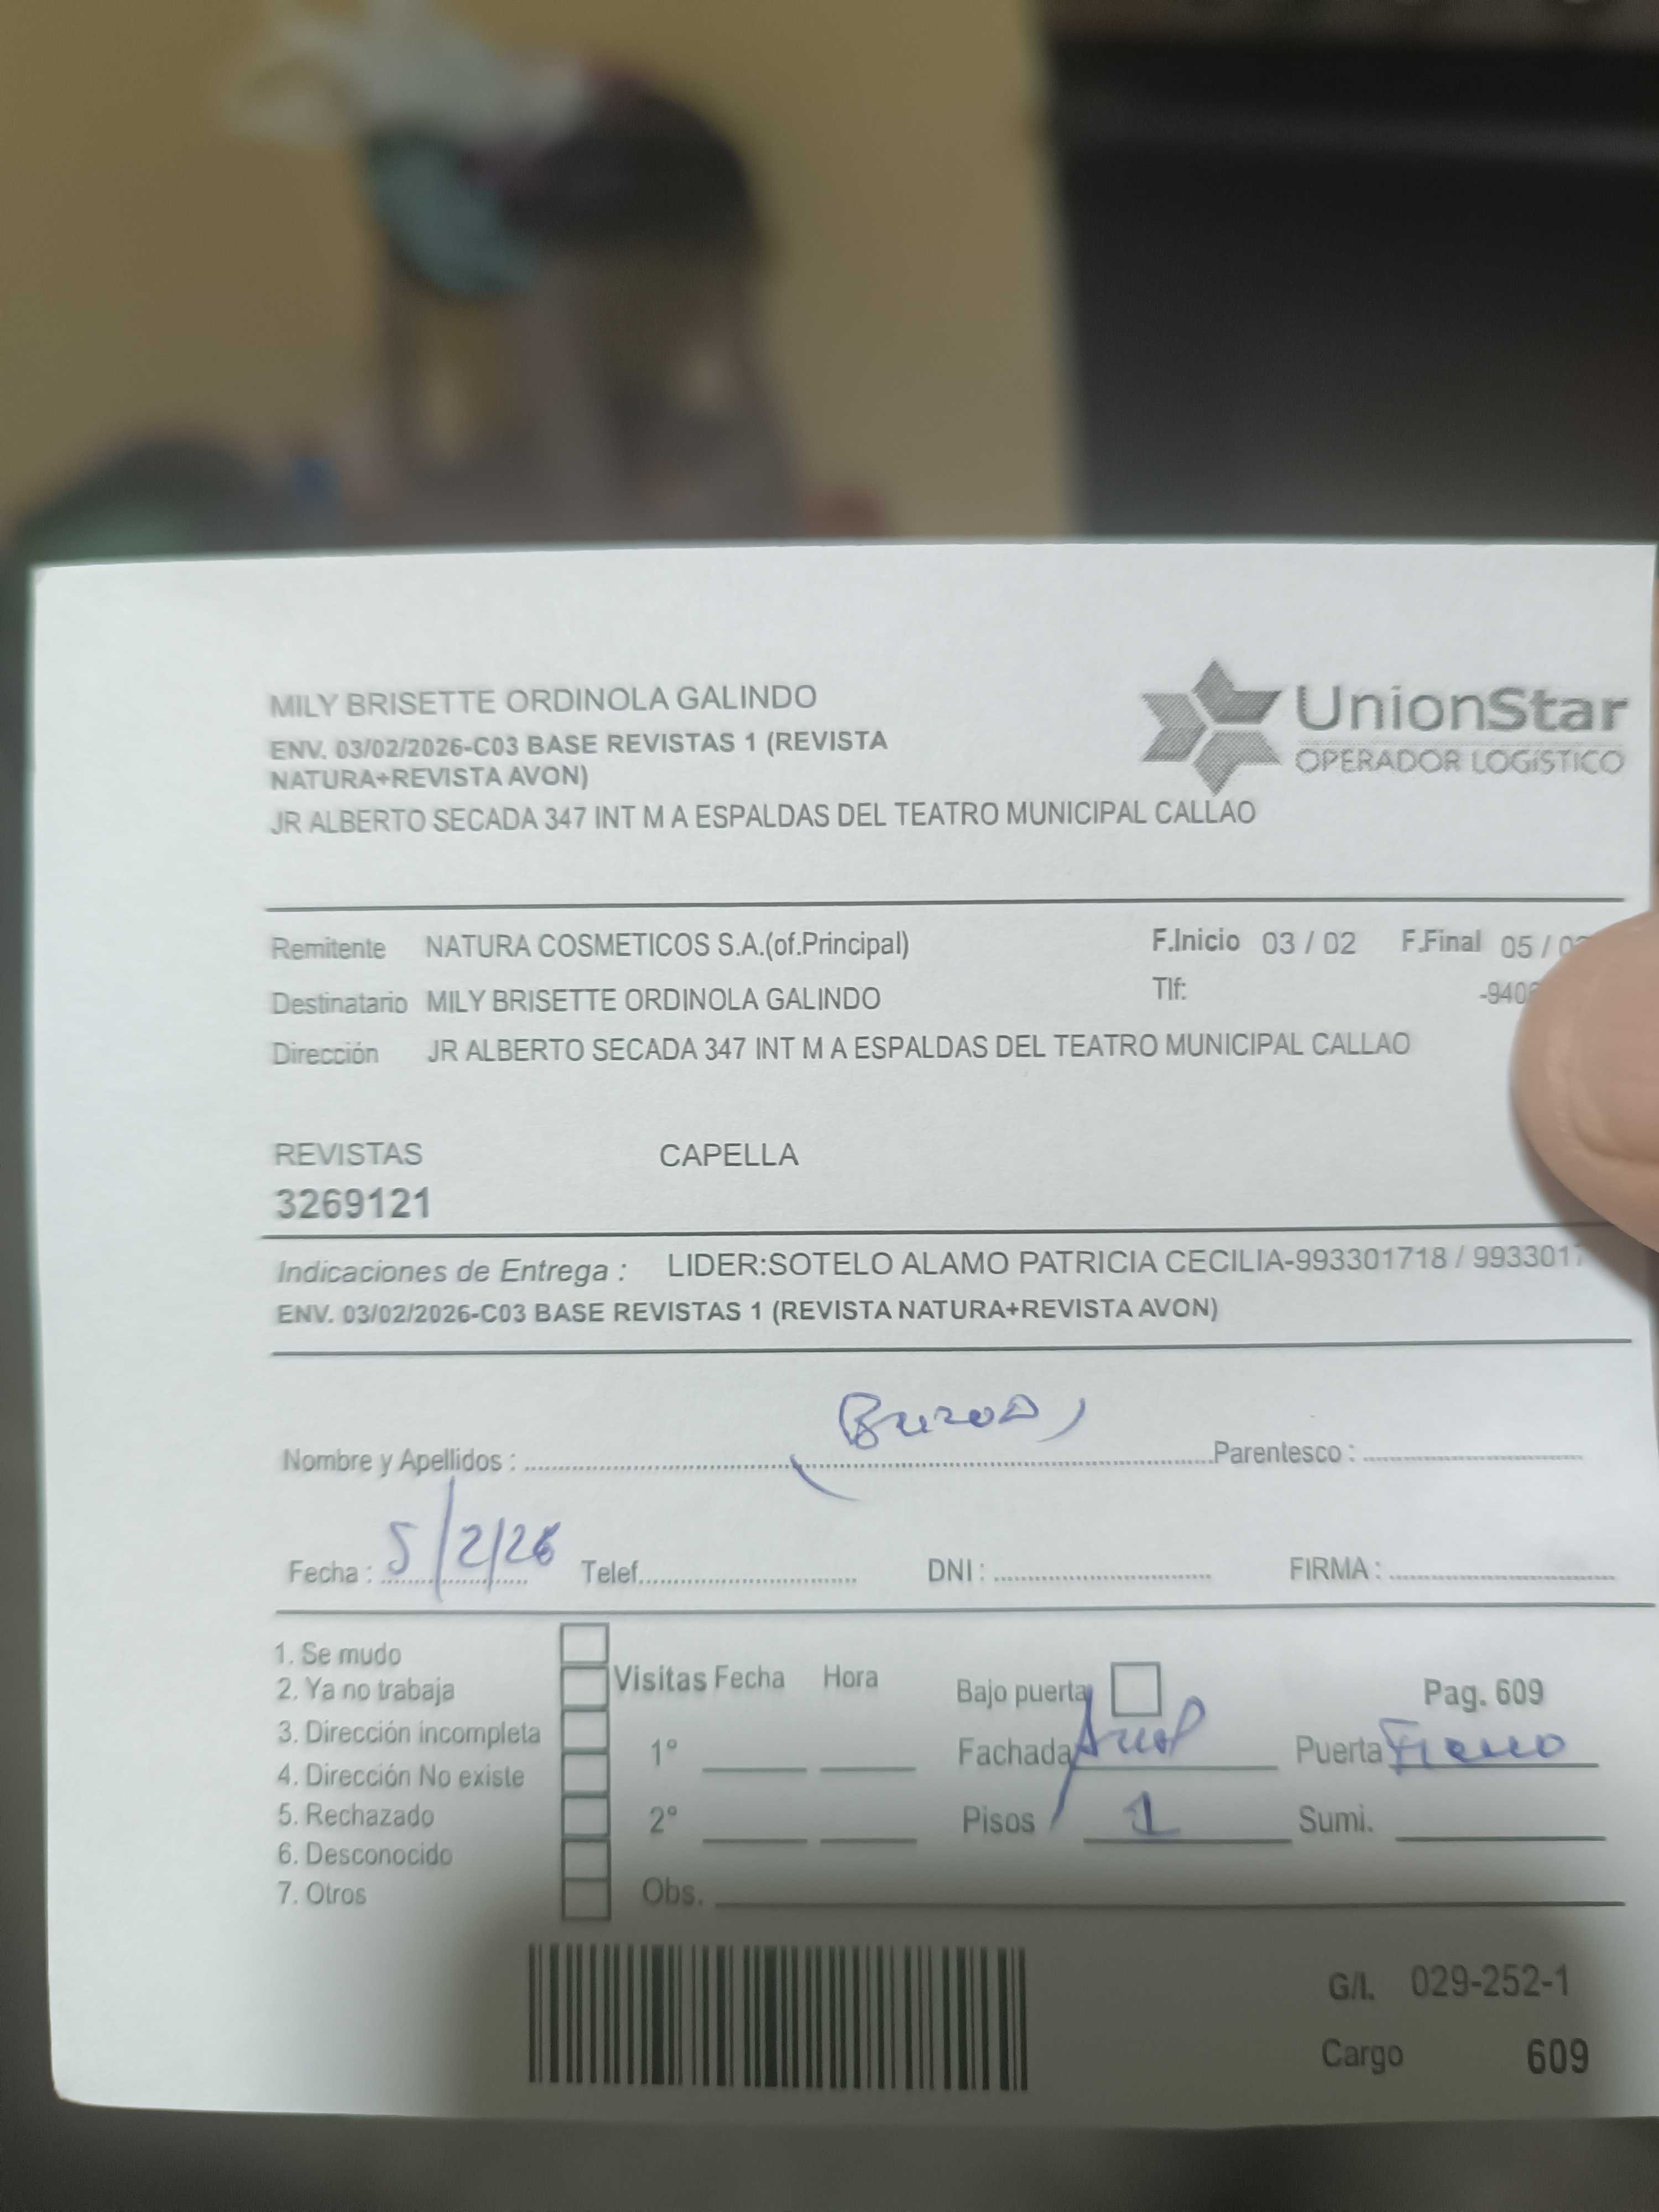 MILY BRISETTE ORDINOLA GALINDO
ENV. 03/02/2026-C03 BASE REVISTAS 1 (REVISTA
NATURA+REVISTA AVON)
JR ALBERTO SECADA 347 INT M A ESPALDAS DEL TEATRO MUNICIPAL CALLAO
UnionStar
OPERADOR LOGÍSTICO
Remitente NATURA COSMETICOS S.A.(of.Principal) F.Inicio 03 / 02 F.Final 05 / 0
Destinatario MILY BRISETTE ORDINOLA GALINDO Tlf: -940
Dirección JR ALBERTO SECADA 347 INT M A ESPALDAS DEL TEATRO MUNICIPAL CALLAO
REVISTAS CAPELLA
3269121
Indicaciones de Entrega : LIDER:SOTELO ALAMO PATRICIA CECILIA-993301718 / 993301
ENV. 03/02/2026-C03 BASE REVISTAS 1 (REVISTA NATURA+REVISTA AVON)
Nombre y Apellidos : Parentesco :
Fecha : 5/2/26 Telef. DNI : FIRMA :
1. Se mudo
2. Ya no trabaja
3. Dirección incompleta
4. Dirección No existe
5. Rechazado
6. Desconocido
7. Otros
Visitas Fecha Hora
1°
2°
Obs.
Bajo puerta Pag. 609
Fachada Puerta
Pisos 1 Sumi.
G/l. 029-252-1
Cargo 609